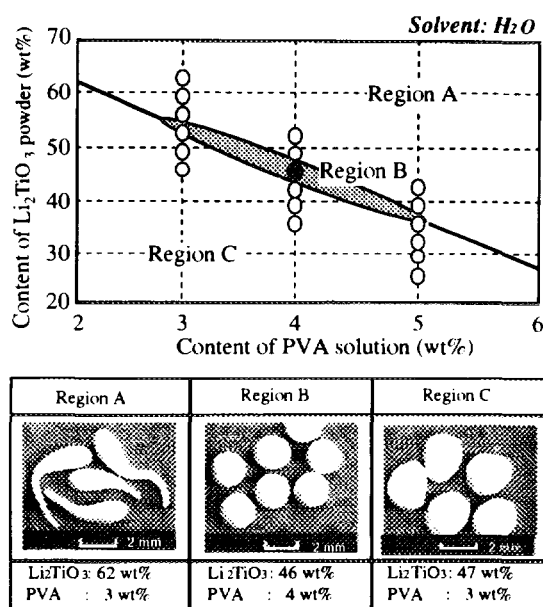 Solvent: H2O
Content of Li2TiO3 powder (wt%)
70
60
50
40
30
20
Region A
Region B
Region C
2
3
4
5
6
Content of PVA solution (wt%)
Region A
Region B
Region C
2 mm
2 mm
2 mm
Li2TiO3: 62 wt%
PVA : 3 wt%
Li2TiO3: 46 wt%
PVA : 4 wt%
Li2TiO3: 47 wt%
PVA : 3 wt%